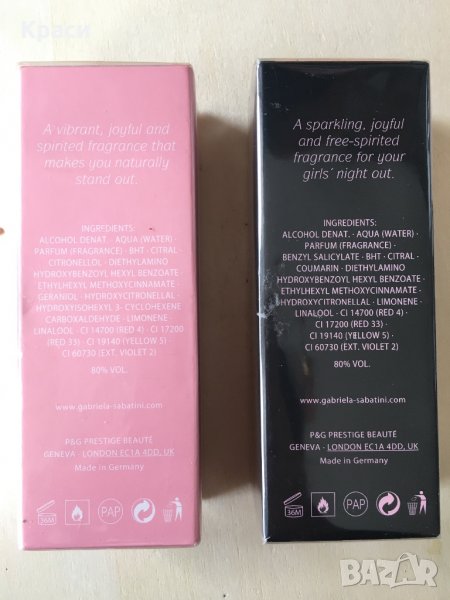 Краси
A vibrant, joyful and
spirited fragrance that
makes you naturally
stand out.
INGREDIENTS:
ALCOHOL DENAT. · AQUA (WATER) ·
PARFUM (FRAGRANCE) · BHT · CITRAL ·
CITRONELLOL · DIETHYLAMINO
HYDROXYBENZOYL HEXYL BENZOATE ·
ETHYLHEXYL METHOXYCINNAMATE ·
GERANIOL · HYDROXYCITRONELLAL ·
HYDROXYISOHEXYL 3-CYCLOHEXENE
CARBOXALDEHYDE · LIMONENE ·
LINALOOL · CI 14700 (RED 4) · CI 17200
(RED 33) · CI 19140 (YELLOW 5) ·
CI 60730 (EXT. VIOLET 2)
80% VOL.
www.gabriela-sabatini.com
P&G PRESTIGE BEAUTÉ
GENEVA - LONDON EC1A 4DD, UK
Made in Germany
36M
PAP
A sparkling, joyful
and free-spirited
fragrance for your
girls´ night out.
INGREDIENTS:
ALCOHOL DENAT. · AQUA (WATER) ·
PARFUM (FRAGRANCE) ·
BENZYL SALICYLATE · BHT · CITRAL ·
COUMARIN · DIETHYLAMINO
HYDROXYBENZOYL HEXYL BENZOATE ·
ETHYLHEXYL METHOXYCINNAMATE ·
HYDROXYCITRONELLAL · LIMONENE ·
LINALOOL · CI 14700 (RED 4) ·
CI 17200 (RED 33) ·
CI 19140 (YELLOW 5) ·
CI 60730 (EXT. VIOLET 2)
80% VOL.
www.gabriela-sabatini.com
P&G PRESTIGE BEAUTÉ
GENEVA - LONDON EC1A 4DD, UK
Made in Germany
36M
PAP
BAZAR